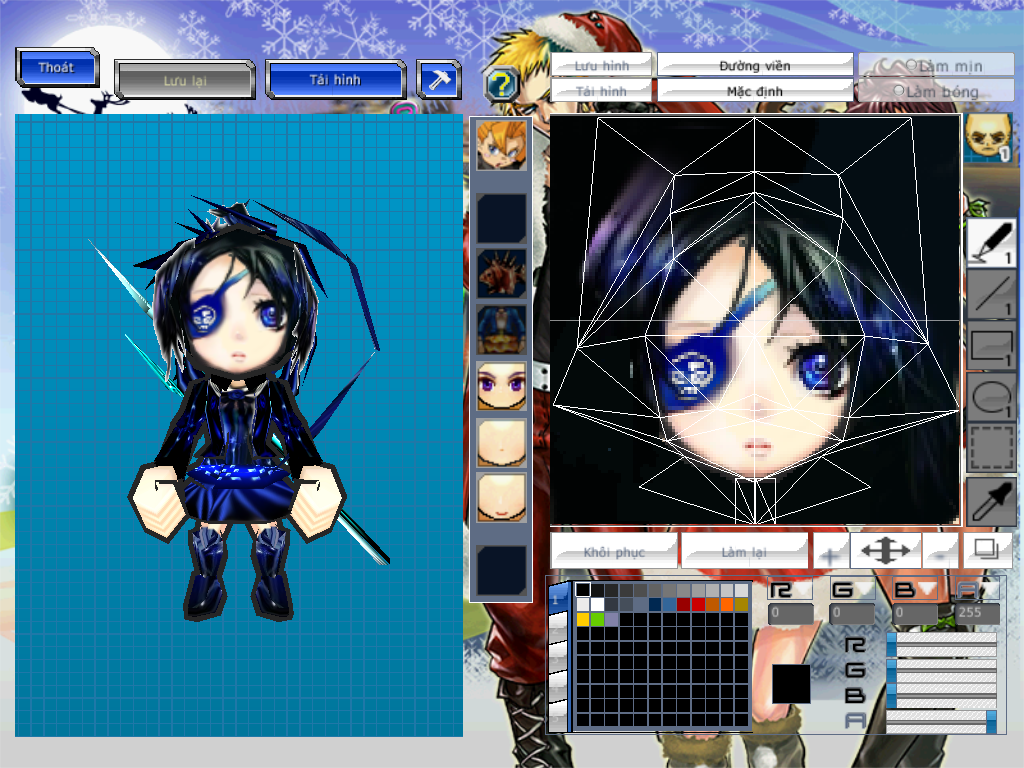 Thoát
Lưu lại
Tải hình
?
Lưu hình
Đường viền
Làm mịn
Tải hình
Mặc định
Làm bóng
1
1
1
1
1
Khôi phục
Làm lại
+
-
1
R
G
B
A
0
0
0
255
R
G
B
A